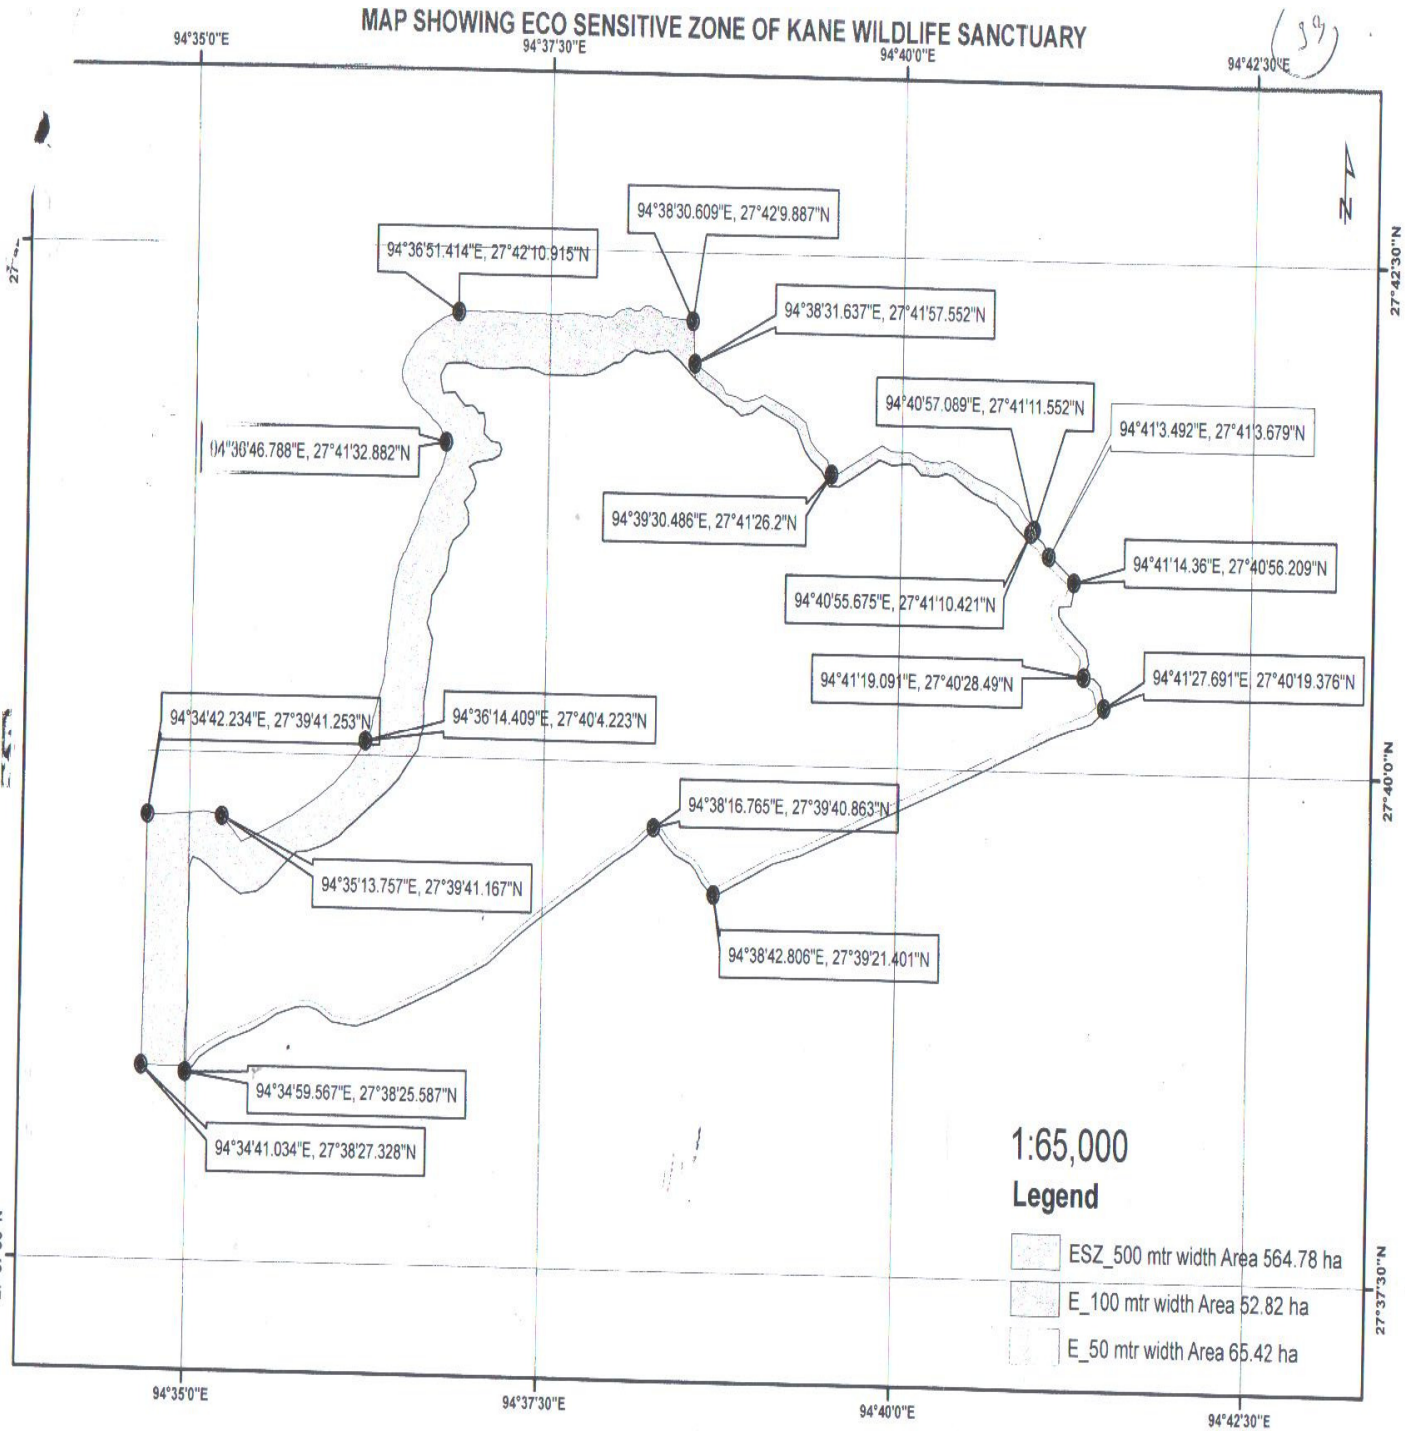 MAP SHOWING ECO SENSITIVE ZONE OF KANE WILDLIFE SANCTUARY
94°35'0"E
94°37'30"E
94°40'0"E
94°42'30"E
N
94°38'30.609"E, 27°42'9.887"N
94°36'51.414"E, 27°42'10.915"N
27°42'30"N
94°38'31.637"E, 27°41'57.552"N
94°40'57.089"E, 27°41'11.552"N
94°41'3.492"E, 27°41'3.679"N
94°36'46.788"E, 27°41'32.882"N
94°39'30.486"E, 27°41'26.2"N
94°41'14.36"E, 27°40'56.209"N
94°40'55.675"E, 27°41'10.421"N
94°41'19.091"E, 27°40'28.49"N
94°41'27.691"E, 27°40'19.376"N
94°34'42.234"E, 27°39'41.253"N
94°36'14.409"E, 27°40'4.223"N
27°40'0"N
94°38'16.765"E, 27°39'40.863"N
94°35'13.757"E, 27°39'41.167"N
94°38'42.806"E, 27°39'21.401"N
94°34'59.567"E, 27°38'25.587"N
94°34'41.034"E, 27°38'27.328"N
1:65,000
Legend
ESZ_500 mtr width Area 564.78 ha
E_100 mtr width Area 52.82 ha
E_50 mtr width Area 65.42 ha
27°37'30"N
94°35'0"E
94°37'30"E
94°40'0"E
94°42'30"E